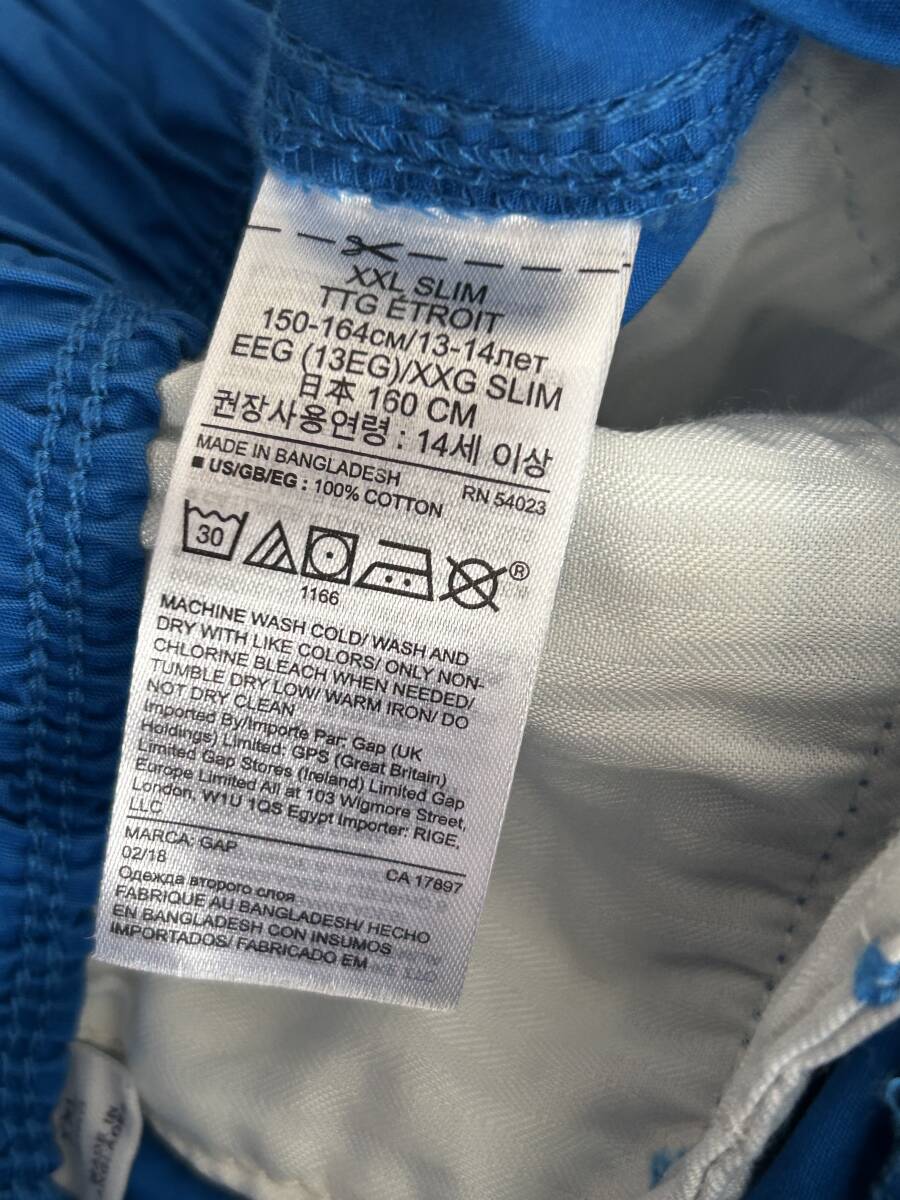 XXL SLIM
TTG ÉTROIT
150-164см/13-14лет
EEG (13EG)/XXG SLIM
日本 160 CM
권장사용연령 : 14세 이상
MADE IN BANGLADESH RN 54023
■ US/GB/EG : 100% COTTON
30
®
1166
MACHINE WASH COLD/ WASH AND
DRY WITH LIKE COLORS/ ONLY NON-
CHLORINE BLEACH WHEN NEEDED/
TUMBLE DRY LOW/ WARM IRON/ DO
NOT DRY CLEAN
Imported By/Importe Par: Gap (UK
Holdings) Limited: GPS (Great Britain)
Limited Gap Stores (Ireland) Limited Gap
Europe Limited All at 103 Wigmore Street,
London, W1U 1QS Egypt Importer: RIGE,
LLC
MARCA: GAP CA 17897
02/18
Одежда второго слоя
FABRIQUÉ AU BANGLADESH/ HECHO
EN BANGLADESH CON INSUMOS
IMPORTADOS/ FABRICADO EM